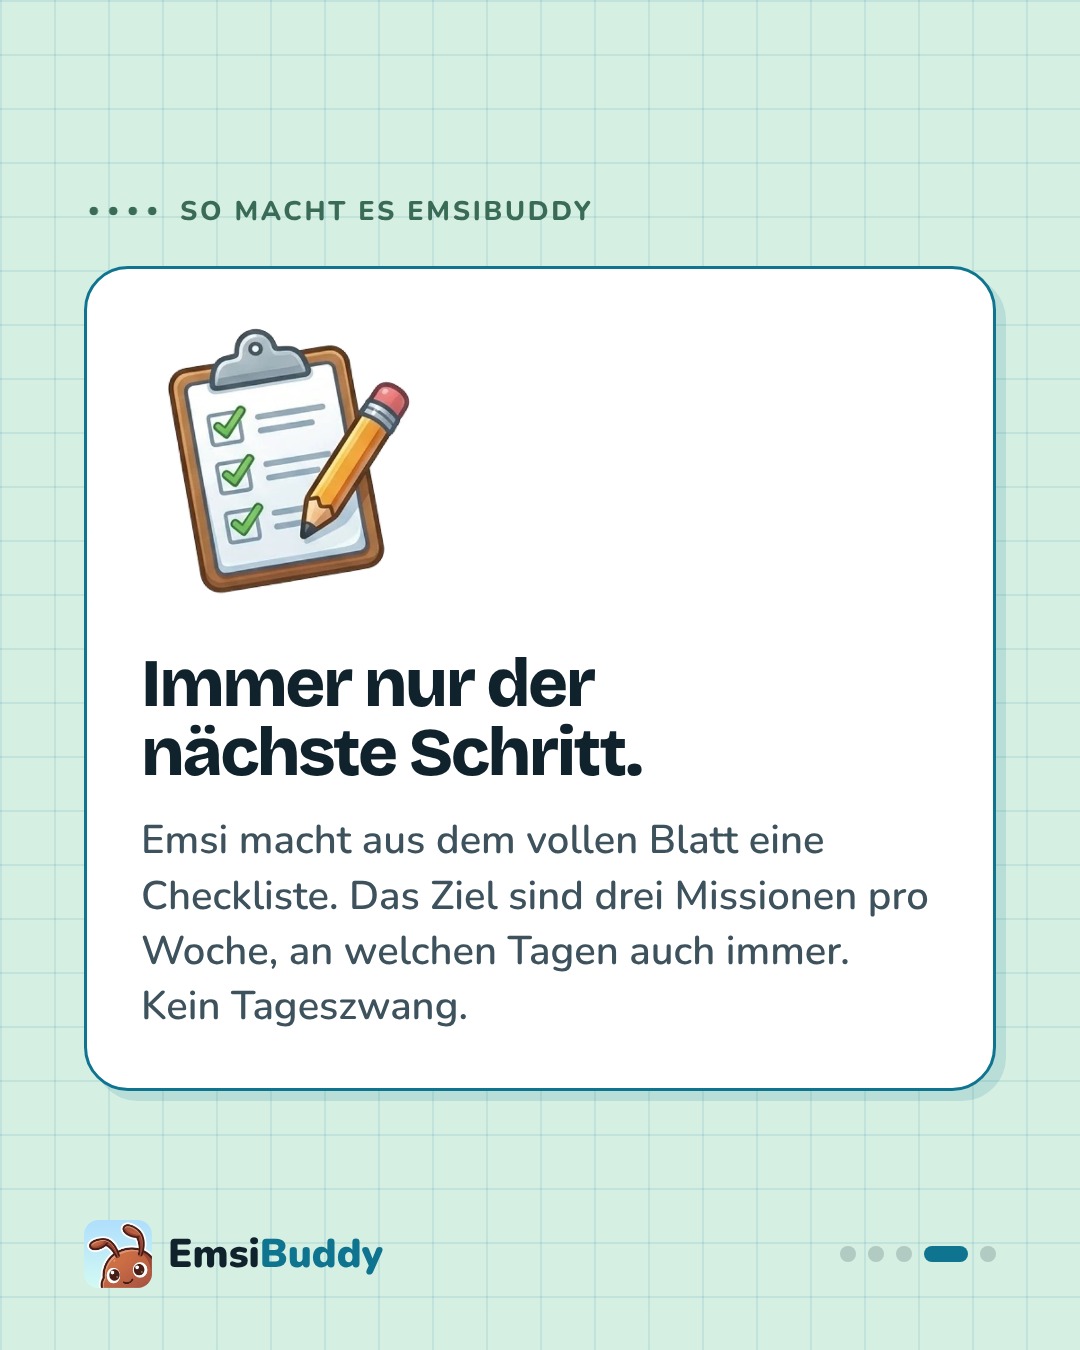 SO MACHT ES EMSIBUDDY
Immer nur der
nächste Schritt.
Emsi macht aus dem vollen Blatt eine
Checkliste. Das Ziel sind drei Missionen pro
Woche, an welchen Tagen auch immer.
Kein Tageszwang.
EmsiBuddy